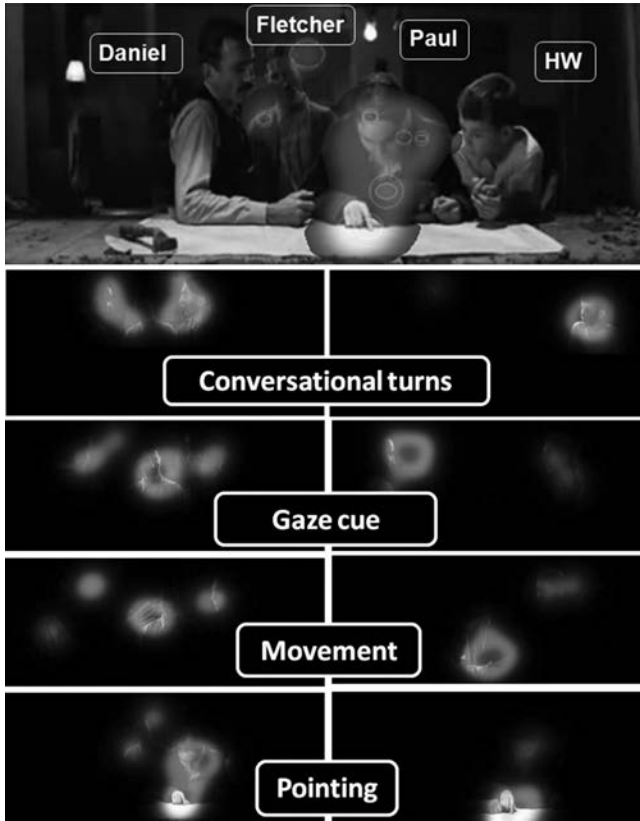 Fletcher
Daniel
Paul
HW
Conversational turns
Gaze cue
Movement
Pointing